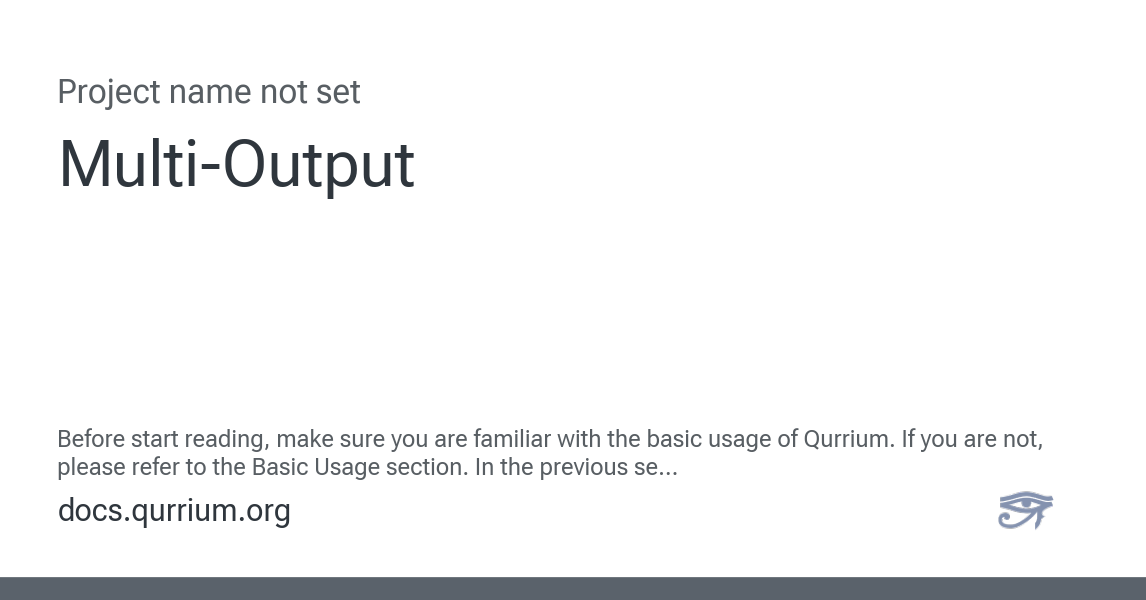 Project name not set
Multi-Output
Before start reading, make sure you are familiar with the basic usage of Qurrium. If you are not,
please refer to the Basic Usage section. In the previous se...
docs.qurrium.org